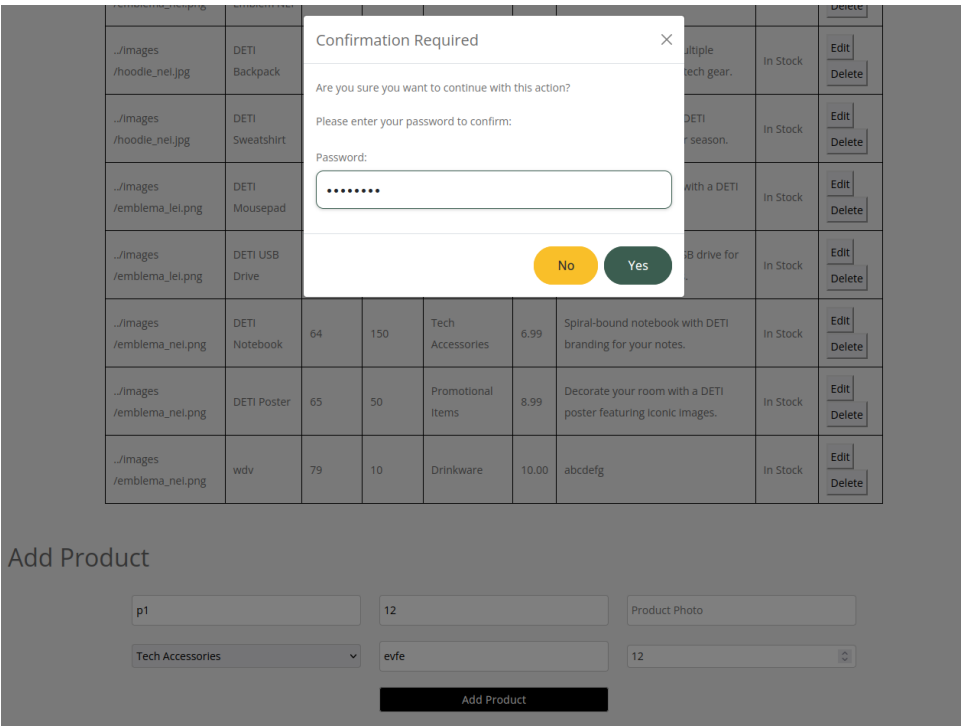 Delete
../images
/hoodie_nei.jpg
DETI
Backpack
tech gear.
In Stock
Edit
Delete
../images
/hoodie_nei.jpg
DETI
Sweatshirt
DETI
season.
In Stock
Edit
Delete
../images
/emblema_lei.png
DETI
Mousepad
with a DETI
In Stock
Edit
Delete
../images
/emblema_lei.png
DETI USB
Drive
drive for
In Stock
Edit
Delete
../images
/emblema_nei.png
DETI
Notebook
64
150
Tech
Accessories
6.99
Spiral-bound notebook with DETI
branding for your notes.
In Stock
Edit
Delete
../images
/emblema_nei.png
DETI Poster
65
50
Promotional
Items
8.99
Decorate your room with a DETI
poster featuring iconic images.
In Stock
Edit
Delete
../images
/emblema_nei.png
wdv
79
10
Drinkware
10.00
abcdefg
In Stock
Edit
Delete
Confirmation Required
Are you sure you want to continue with this action?
Please enter your password to confirm:
Password:
••••••••
No
Yes
Add Product
p1
12
Product Photo
Tech Accessories
evfe
12
Add Product